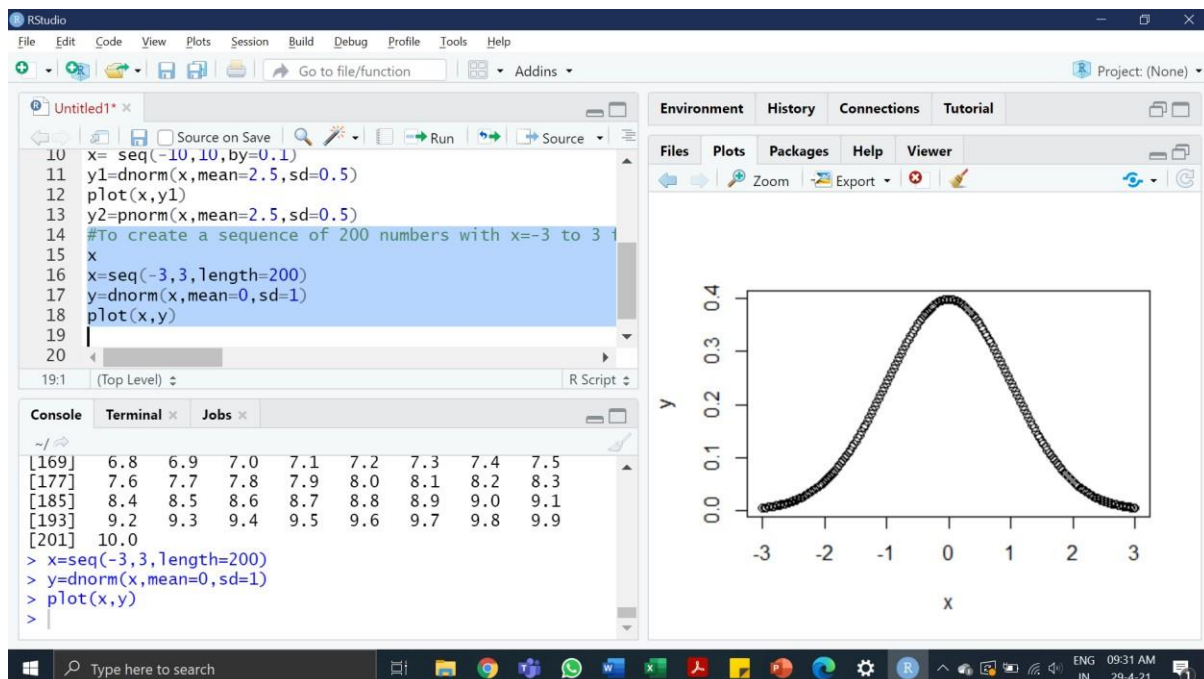 RStudio
File Edit Code View Plots Session Build Debug Profile Tools Help
Go to file/function Addins Project: (None)
Untitled1*
Source on Save Run Source
10 x= seq(-10,10,by=0.1)
11 y1=dnorm(x,mean=2.5,sd=0.5)
12 plot(x,y1)
13 y2=pnorm(x,mean=2.5,sd=0.5)
14 #To create a sequence of 200 numbers with x=-3 to 3
15 x
16 x=seq(-3,3,length=200)
17 y=dnorm(x,mean=0,sd=1)
18 plot(x,y)
19
20
19:1 (Top Level) R Script
Console Terminal Jobs
~/
[169] 6.8 6.9 7.0 7.1 7.2 7.3 7.4 7.5
[177] 7.6 7.7 7.8 7.9 8.0 8.1 8.2 8.3
[185] 8.4 8.5 8.6 8.7 8.8 8.9 9.0 9.1
[193] 9.2 9.3 9.4 9.5 9.6 9.7 9.8 9.9
[201] 10.0
> x=seq(-3,3,length=200)
> y=dnorm(x,mean=0,sd=1)
> plot(x,y)
>
Environment History Connections Tutorial
Files Plots Packages Help Viewer
Zoom Export
0.4
0.3
0.2
0.1
0.0
y
-3 -2 -1 0 1 2 3
x
Type here to search
ENG 09:31 AM
IN 29-4-21